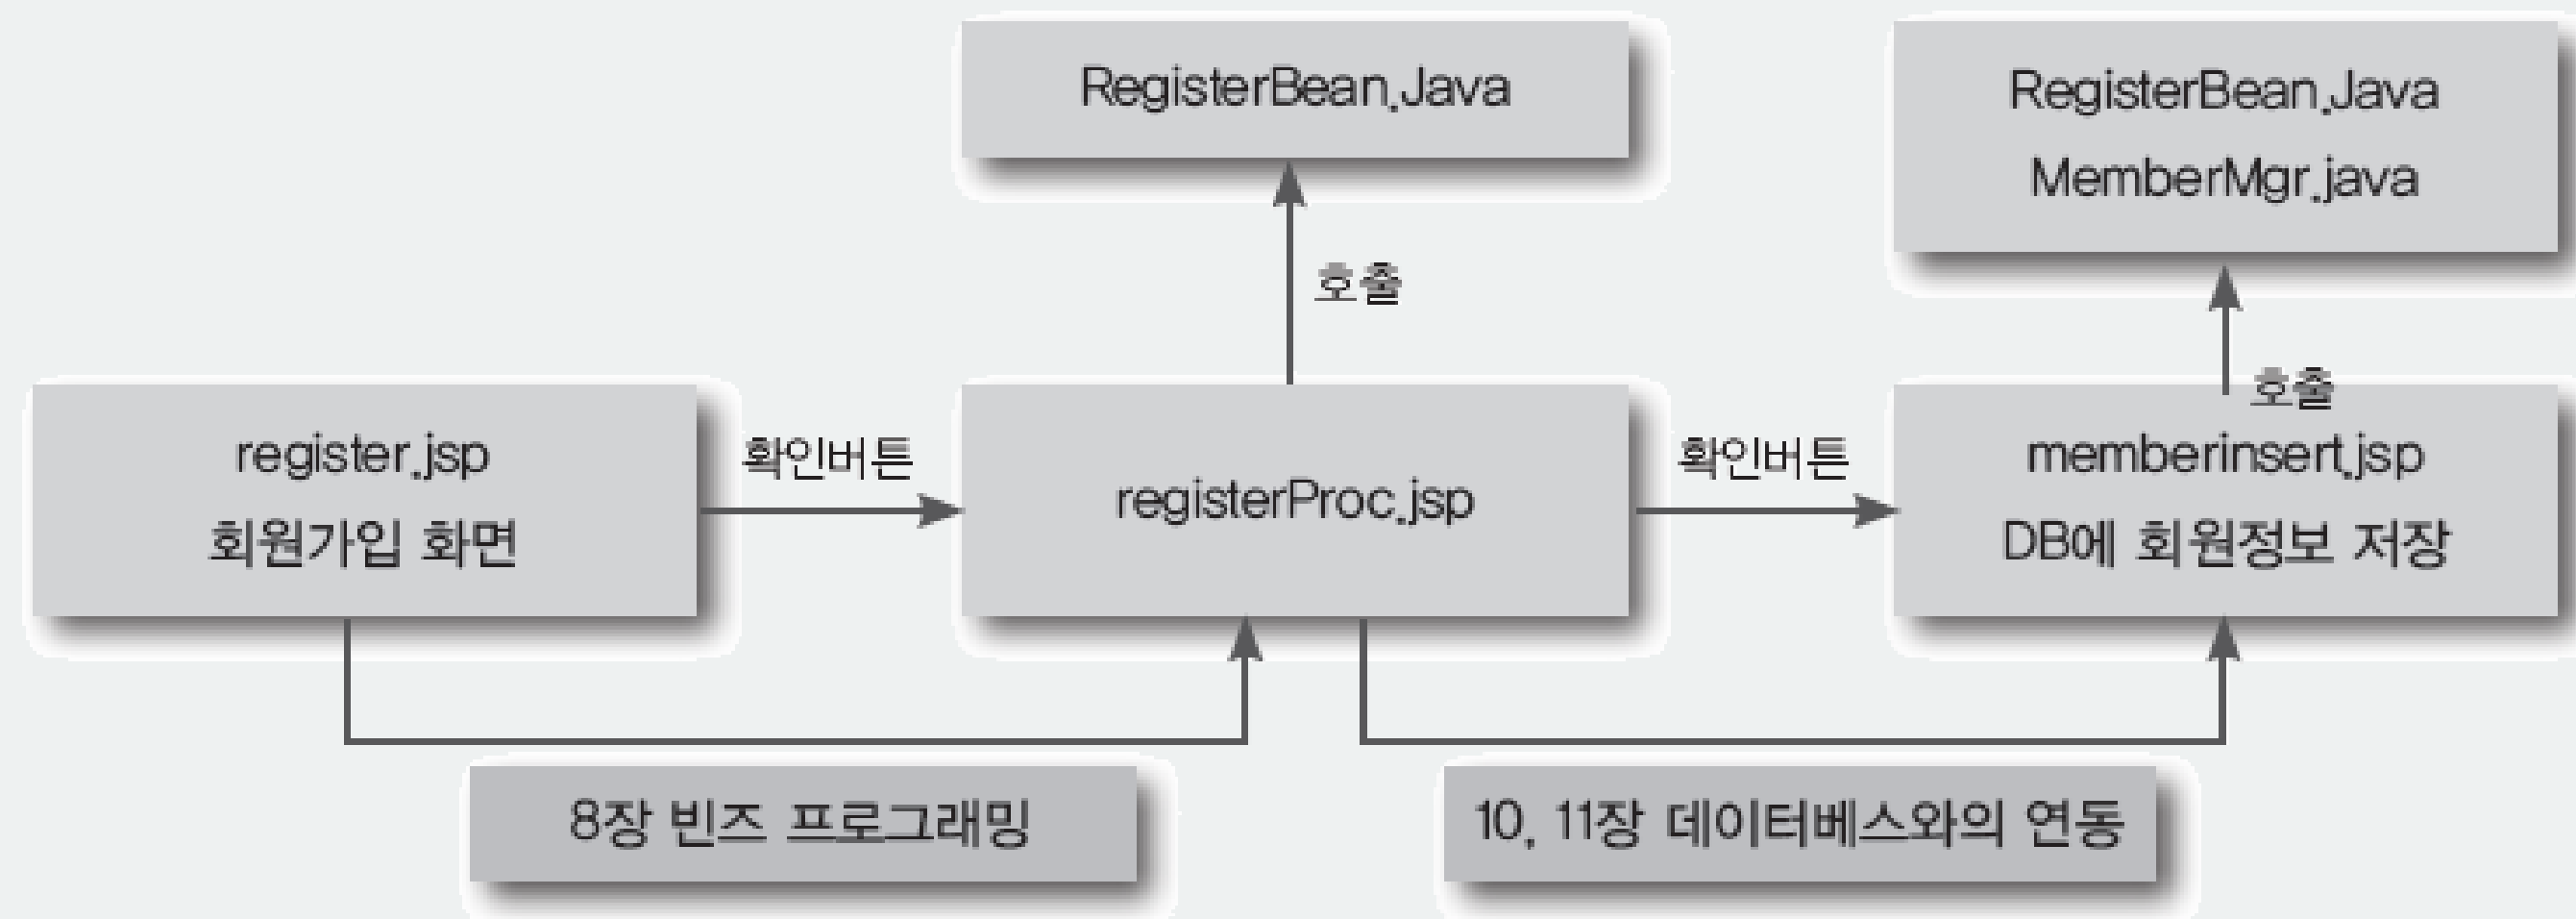 RegisterBean.Java
RegisterBean.Java
MemberMgr.java
호출
호출
register.jsp
회원가입 화면
확인버튼
registerProc.jsp
확인버튼
memberinsert.jsp
DB에 회원정보 저장
8장 빈즈 프로그래밍
10, 11장 데이터베스와의 연동